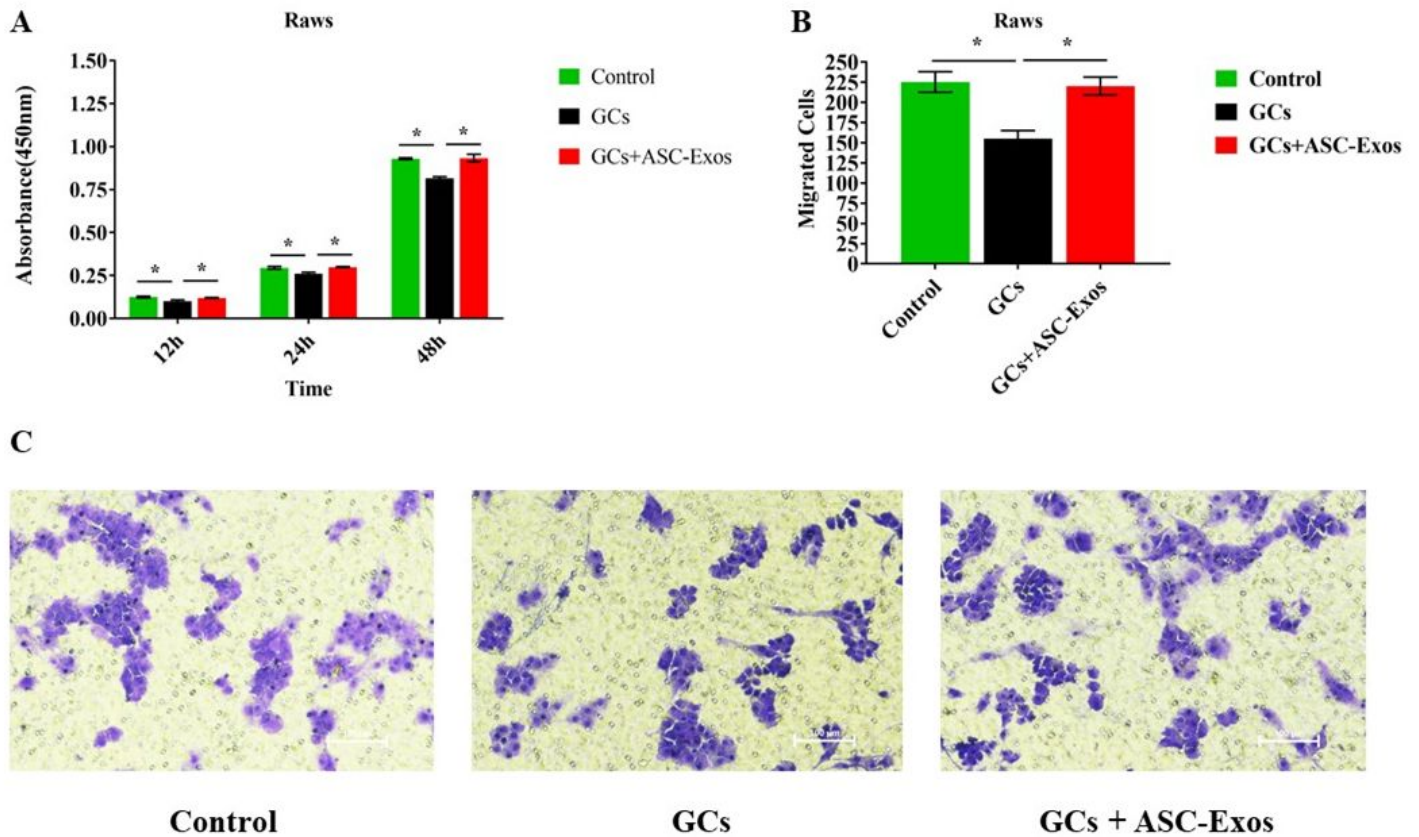 A
Raws
1.50
1.25
1.00
0.75
0.50
0.25
0.00
Absorbance(450nm)
* *
* *
* *
12h 24h 48h
Time
Control
GCs
GCs+ASC-Exos
B
Raws
* *
250
225
200
175
150
125
100
75
50
25
0
Migrated Cells
Control GCs GCs+ASC-Exos
Control
GCs
GCs+ASC-Exos
C
100 μm
Control GCs GCs + ASC-Exos